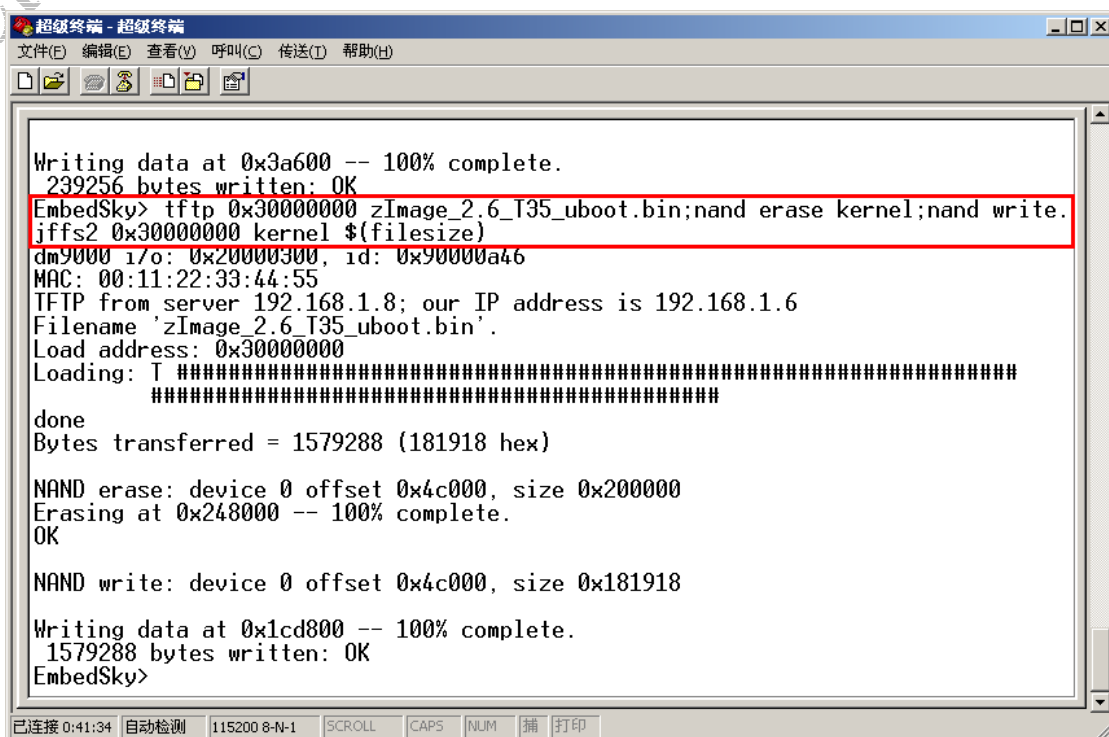 超级终端 - 超级终端
文件(F) 编辑(E) 查看(V) 呼叫(C) 传送(T) 帮助(H)
Writing data at 0x3a600 -- 100% complete.
239256 bytes written: OK
EmbedSky> tftp 0x30000000 zImage_2.6_T35_uboot.bin;nand erase kernel;nand write.
jffs2 0x30000000 kernel $(filesize)
dm9000 i/o: 0x20000300, id: 0x90000a46
MAC: 00:11:22:33:44:55
TFTP from server 192.168.1.8; our IP address is 192.168.1.6
Filename 'zImage_2.6_T35_uboot.bin'.
Load address: 0x30000000
Loading: T #################################################################
############################################
done
Bytes transferred = 1579288 (181918 hex)
NAND erase: device 0 offset 0x4c000, size 0x200000
Erasing at 0x248000 -- 100% complete.
OK
NAND write: device 0 offset 0x4c000, size 0x181918
Writing data at 0x1cd800 -- 100% complete.
1579288 bytes written: OK
EmbedSky>
已连接 0:41:34 自动检测 115200 8-N-1 SCROLL CAPS NUM 捕 打印